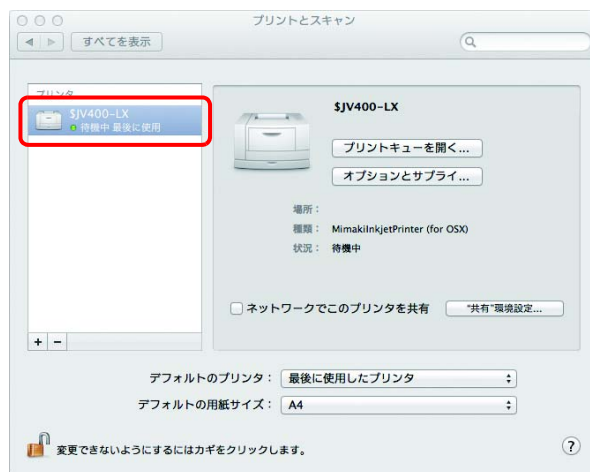 プリントとスキャン
すべてを表示
プリンタ
$JV400-LX
待機中 最後に使用
$JV400-LX
プリントキューを開く...
オプションとサプライ...
場所：
種類： MimakiInkjetPrinter (for OSX)
状況： 待機中
ネットワークでこのプリンタを共有 "共有"環境設定...
+ −
デフォルトのプリンタ： 最後に使用したプリンタ
デフォルトの用紙サイズ： A4
変更できないようにするにはカギをクリックします。 ?